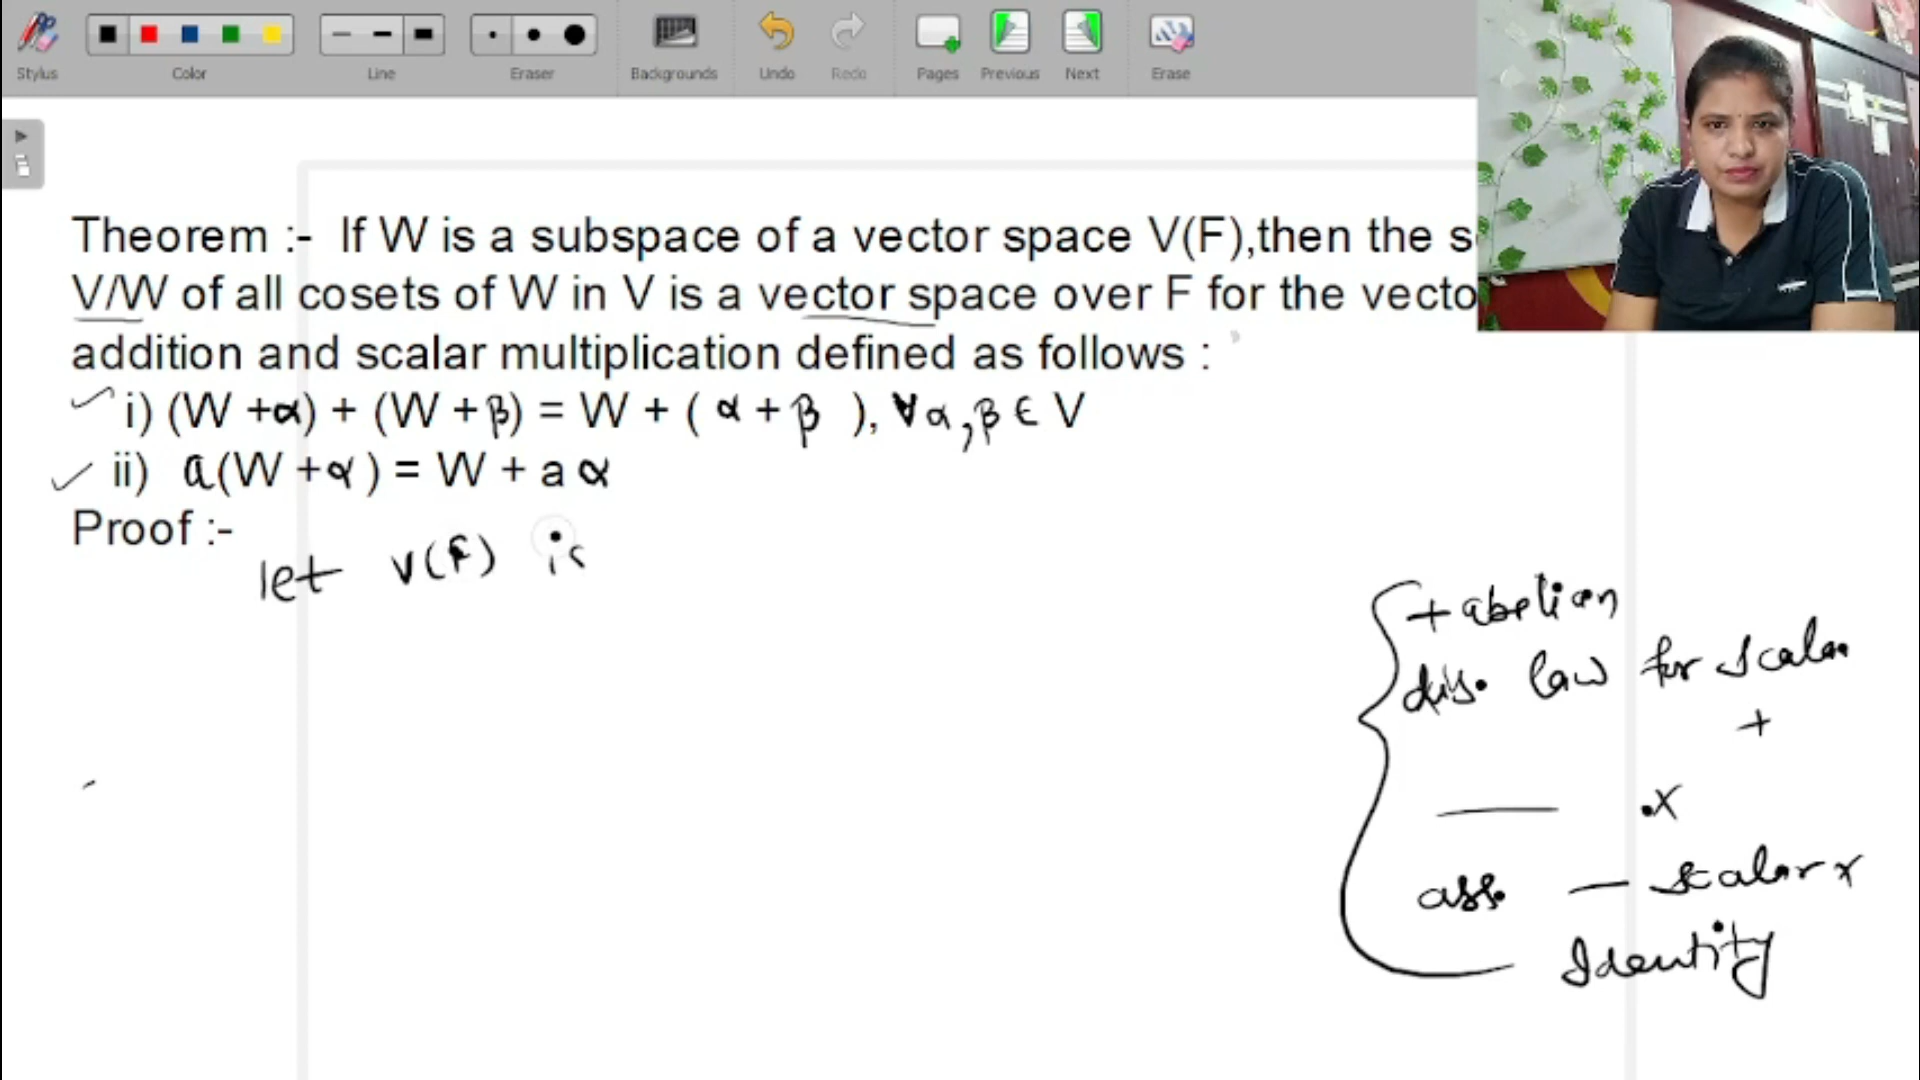 Stylus Color Line Eraser Backgrounds Undo Redo Pages Previous Next Erase
Theorem :- If W is a subspace of a vector space V(F),then the s
V/W of all cosets of W in V is a vector space over F for the vecto
addition and scalar multiplication defined as follows :
i) (W +α) + (W + β) = W + ( α + β ), ∀ α, β ∈ V
ii) a(W + α) = W + a α
Proof :-
let V(F) is
+ abelian
dis. law for scalar
+
— .x
ass. — scalar x
Identity